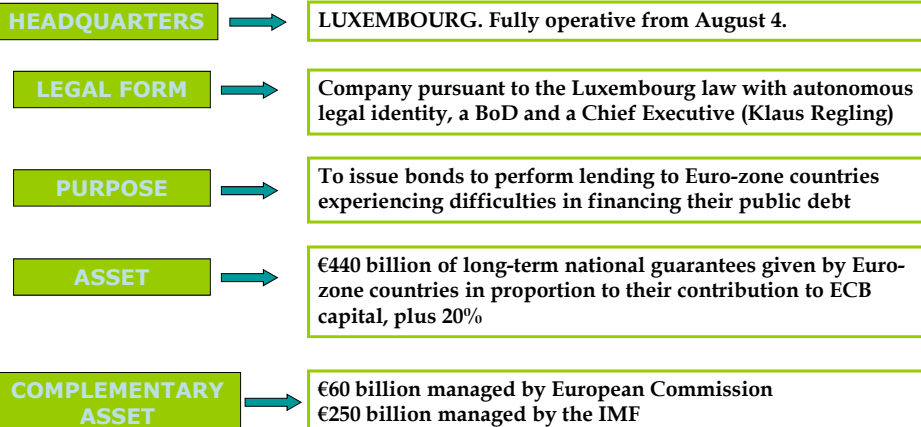 HEADQUARTERS
LUXEMBOURG. Fully operative from August 4.
LEGAL FORM
Company pursuant to the Luxembourg law with autonomous
legal identity, a BoD and a Chief Executive (Klaus Regling)
PURPOSE
To issue bonds to perform lending to Euro-zone countries
experiencing difficulties in financing their public debt
ASSET
€440 billion of long-term national guarantees given by Euro-
zone countries in proportion to their contribution to ECB
capital, plus 20%
COMPLEMENTARY
ASSET
€60 billion managed by European Commission
€250 billion managed by the IMF